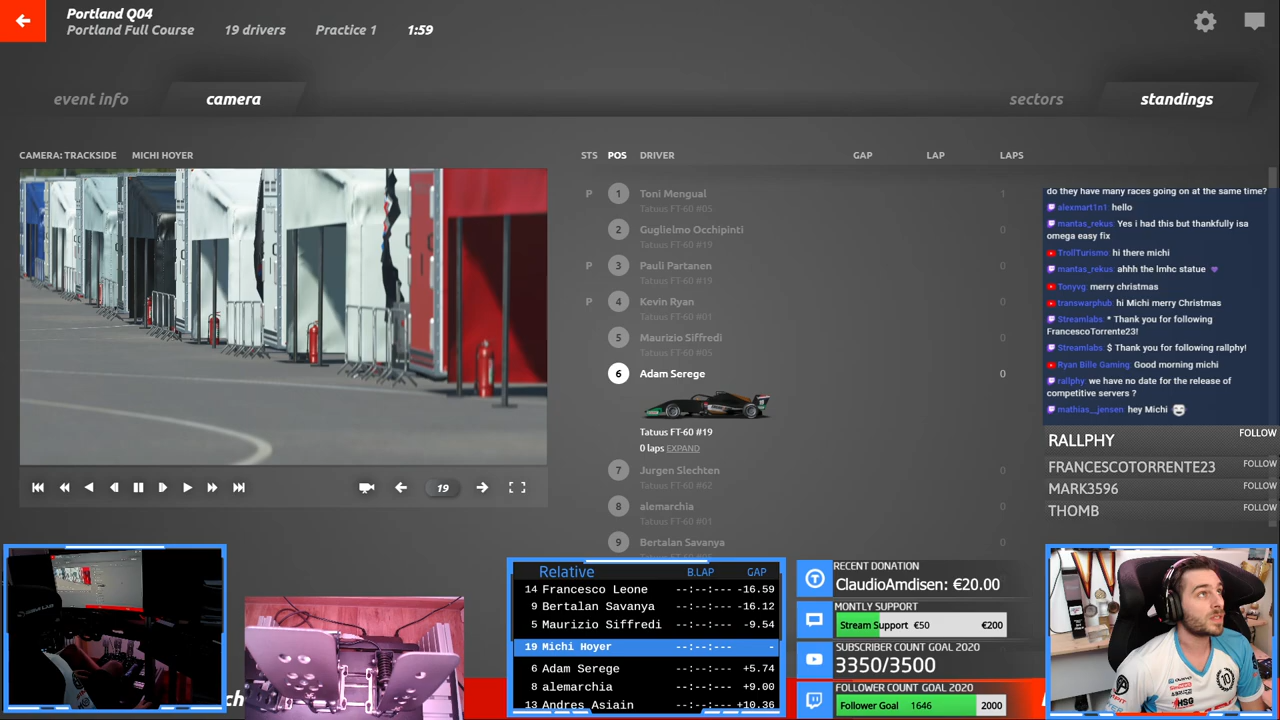 Portland Q04
Portland Full Course 19 drivers Practice 1 1:59
event info camera sectors standings
CAMERA: TRACKSIDE MICHI HOYER
STS POS DRIVER GAP LAP LAPS
P 1 Toni Mengual 1
Tatuus FT-60 #05
2 Guglielmo Occhipinti 0
Tatuus FT-60 #19
P 3 Pauli Partanen 0
Tatuus FT-60 #19
P 4 Kevin Ryan 0
Tatuus FT-60 #01
5 Maurizio Siffredi 0
Tatuus FT-60 #05
6 Adam Serege 0
Tatuus FT-60 #19
0 laps EXPAND
7 Jurgen Slechten 0
Tatuus FT-60 #62
8 alemarchia 0
Tatuus FT-60 #01
9 Bertalan Savanya 0
19
do they have many races going on at the same time?
alexmart1n1 hello
mantas_rekus: Yes i had this but thankfully isa
omega easy fix
TrollTurismo: hi there michi
mantas_rekus: ahhh the lmhc statue
Tonyvg: merry christmas
transwarphub: hi Michi merry Christmas
Streamlabs: * Thank you for following
FrancescoTorrente23!
Streamlabs: $ Thank you for following rallphy!
Ryan Bille Gaming: Good morning michi
rallphy: we have no date for the release of
competitive servers ?
mathias__jensen: hey Michi
RALLPHY FOLLOW
FRANCESCOTORRENTE23 FOLLOW
MARK3596 FOLLOW
THOMB FOLLOW
Relative B.LAP GAP
14 Francesco Leone --:--:--- -16.59
9 Bertalan Savanya --:--:--- -16.12
5 Maurizio Siffredi --:--:--- -9.54
19 Michi Hoyer --:--:--- -
6 Adam Serege --:--:--- +5.74
8 alemarchia --:--:--- +9.00
13 Andres Asiain --:--:--- +10.36
RECENT DONATION
ClaudioAmdisen: €20.00
MONTLY SUPPORT
Stream Support €50 €200
SUBSCRIBER COUNT GOAL 2020
3350/3500
FOLLOWER COUNT GOAL 2020
Follower Goal 1646 2000
ch
HSG